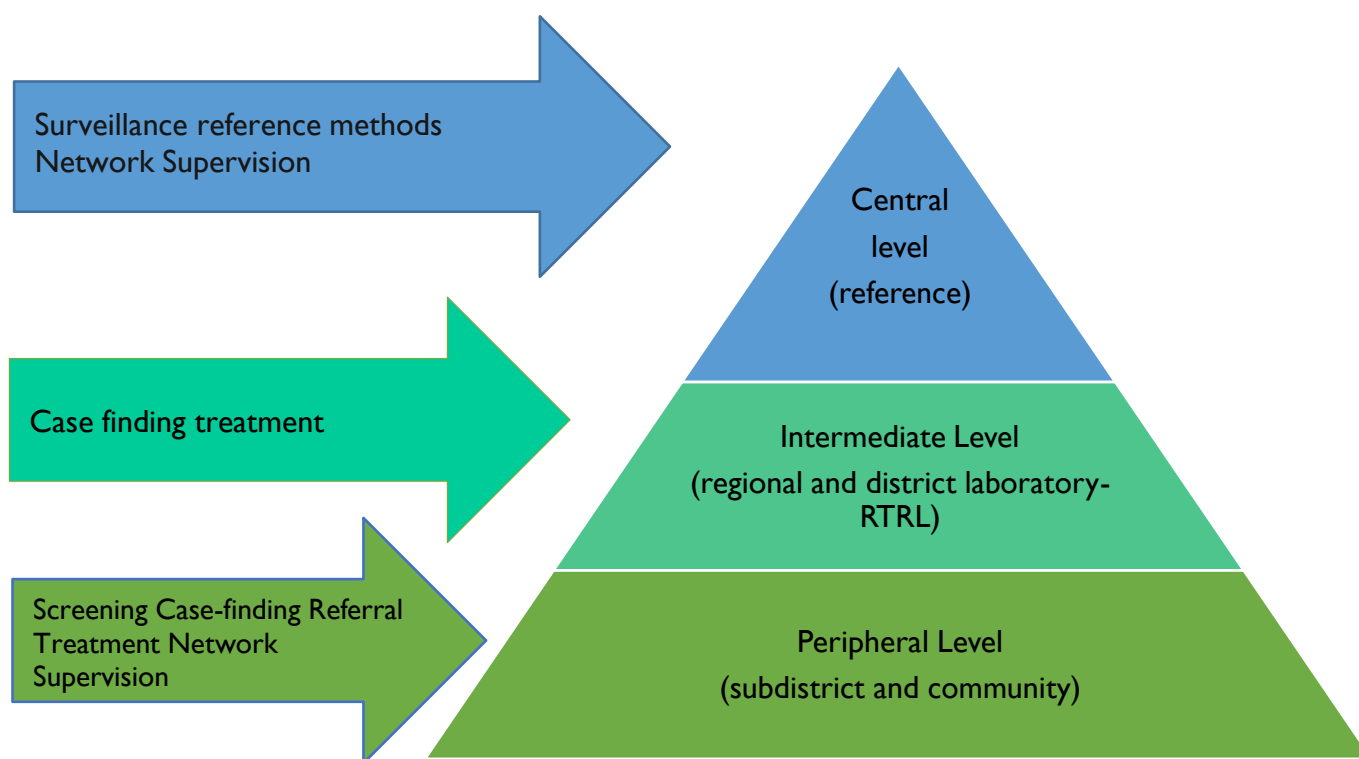 Surveillance reference methods
Network Supervision
Central
level
(reference)
Case finding treatment
Intermediate Level
(regional and district laboratory-
RTRL)
Screening Case-finding Referral
Treatment Network
Supervision
Peripheral Level
(subdistrict and community)